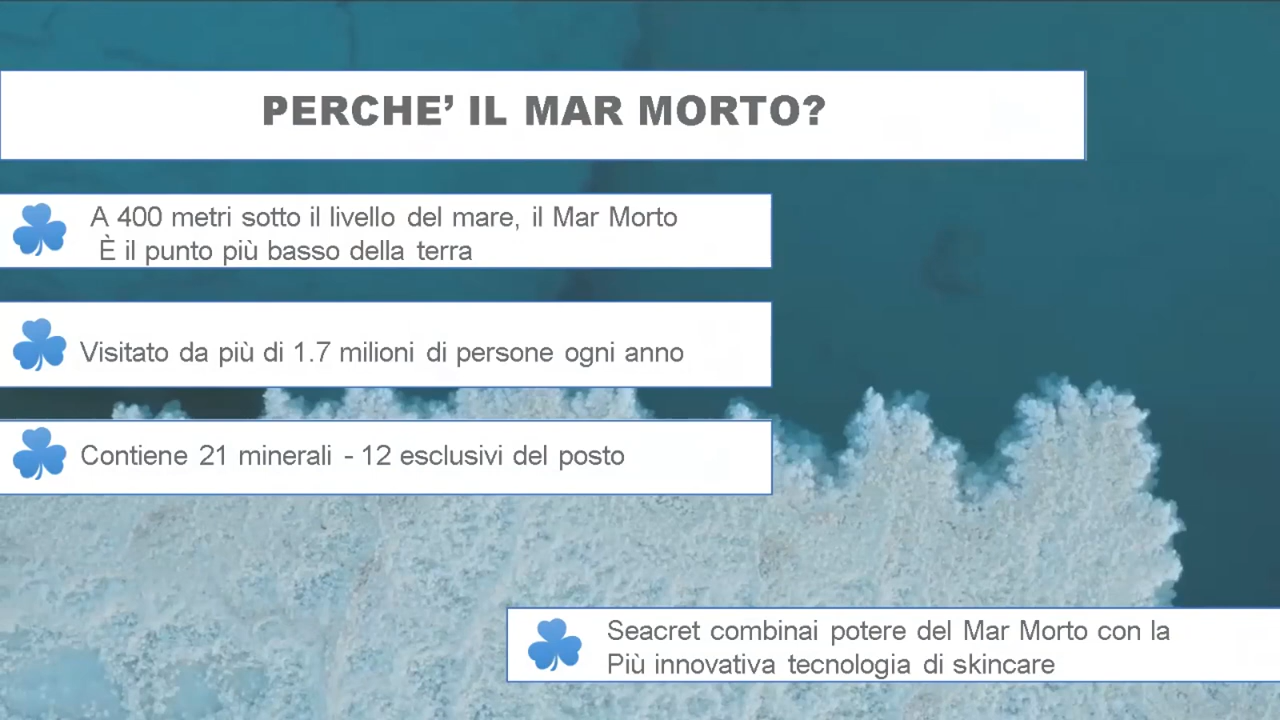 PERCHE’ IL MAR MORTO?
A 400 metri sotto il livello del mare, il Mar Morto
È il punto più basso della terra
Visitato da più di 1.7 milioni di persone ogni anno
Contiene 21 minerali - 12 esclusivi del posto
Seacret combinai potere del Mar Morto con la
Più innovativa tecnologia di skincare